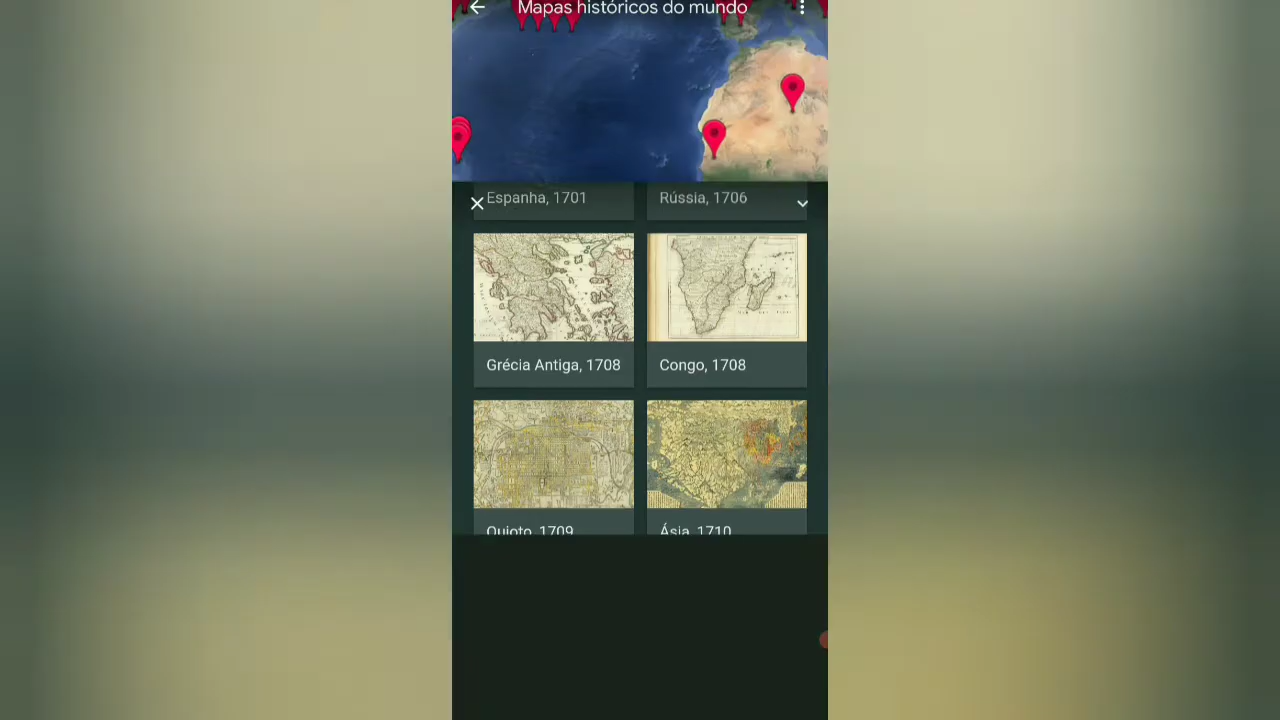 Mapas históricos do mundo
Espanha, 1701
Rússia, 1706
Grécia Antiga, 1708
Congo, 1708
Quioto, 1709
Ásia, 1710